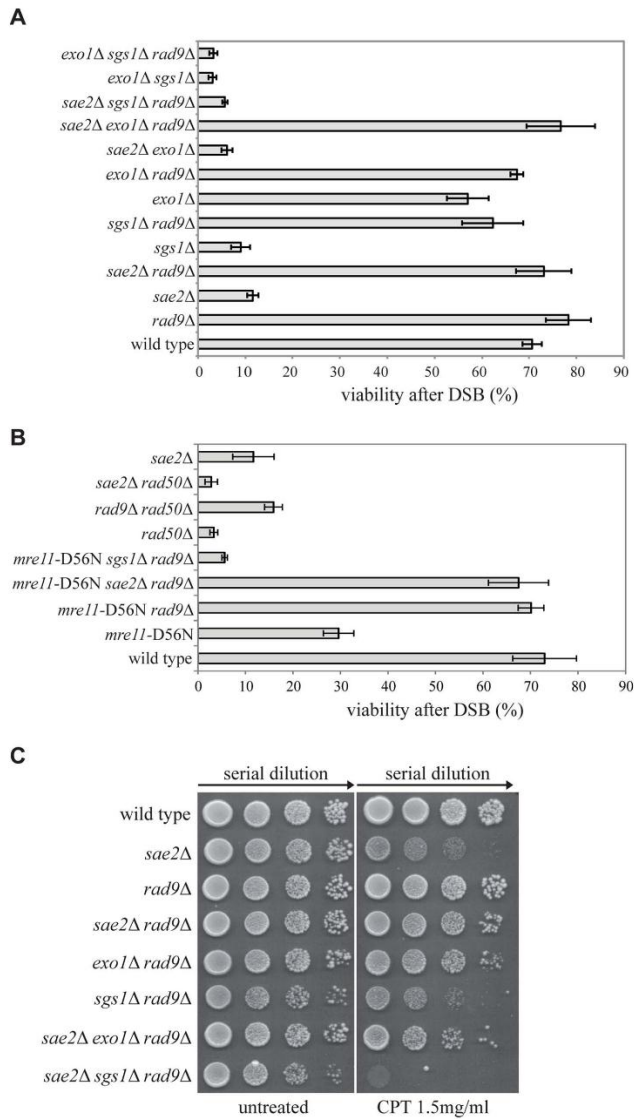 A
exo1Δ sgs1Δ rad9Δ
exo1Δ sgs1Δ
sae2Δ sgs1Δ rad9Δ
sae2Δ exo1Δ rad9Δ
sae2Δ exo1Δ
exo1Δ rad9Δ
exo1Δ
sgs1Δ rad9Δ
sgs1Δ
sae2Δ rad9Δ
sae2Δ
rad9Δ
wild type
0 10 20 30 40 50 60 70 80 90
viability after DSB (%)
B
sae2Δ
sae2Δ rad50Δ
rad9Δ rad50Δ
rad50Δ
mre11-D56N sgs1Δ rad9Δ
mre11-D56N sae2Δ rad9Δ
mre11-D56N rad9Δ
mre11-D56N
wild type
0 10 20 30 40 50 60 70 80 90
viability after DSB (%)
C
serial dilution serial dilution
wild type
sae2Δ
rad9Δ
sae2Δ rad9Δ
exo1Δ rad9Δ
sgs1Δ rad9Δ
sae2Δ exo1Δ rad9Δ
sae2Δ sgs1Δ rad9Δ
untreated CPT 1.5mg/ml